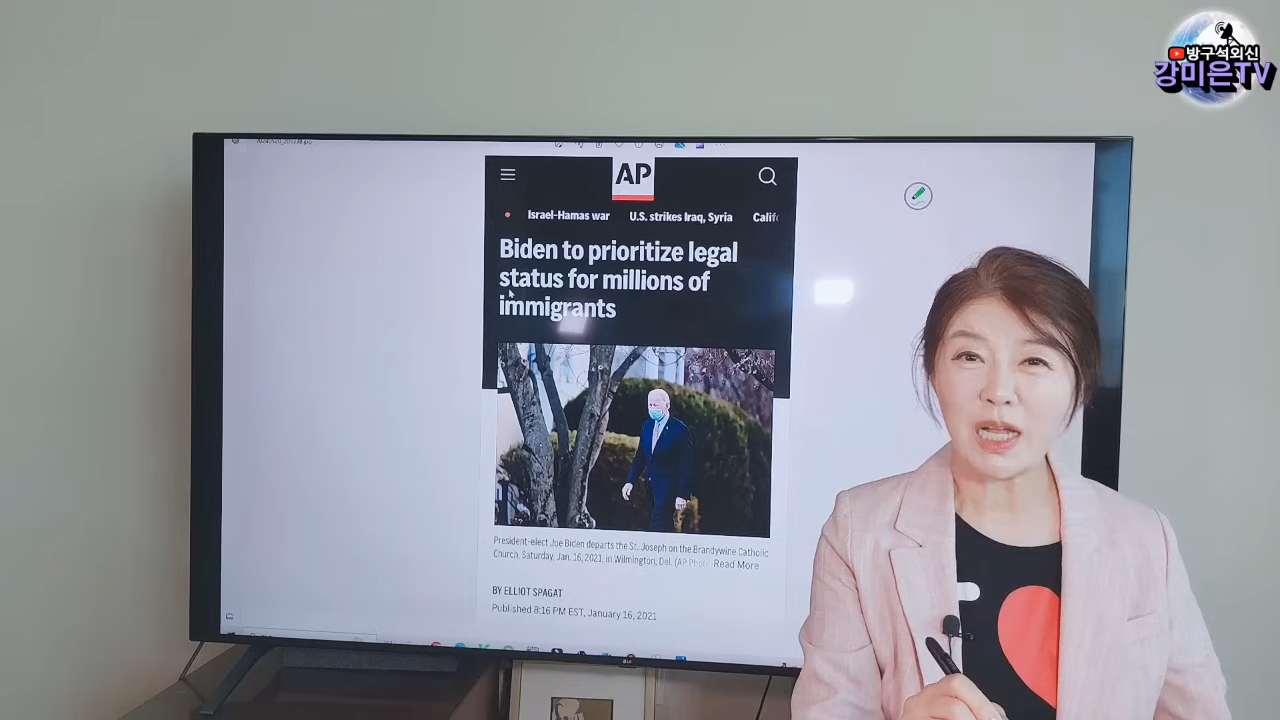 방구석외신
강미은TV
AP
Israel-Hamas war U.S. strikes Iraq, Syria Calif
Biden to prioritize legal
status for millions of
immigrants
President-elect Joe Biden departs the St. Joseph on the Brandywine Catholic
Church, Saturday, Jan. 16, 2021, in Wilmington, Del. (AP Photo Read More
BY ELLIOT SPAGAT
Published 8:16 PM EST, January 16, 2021
LG